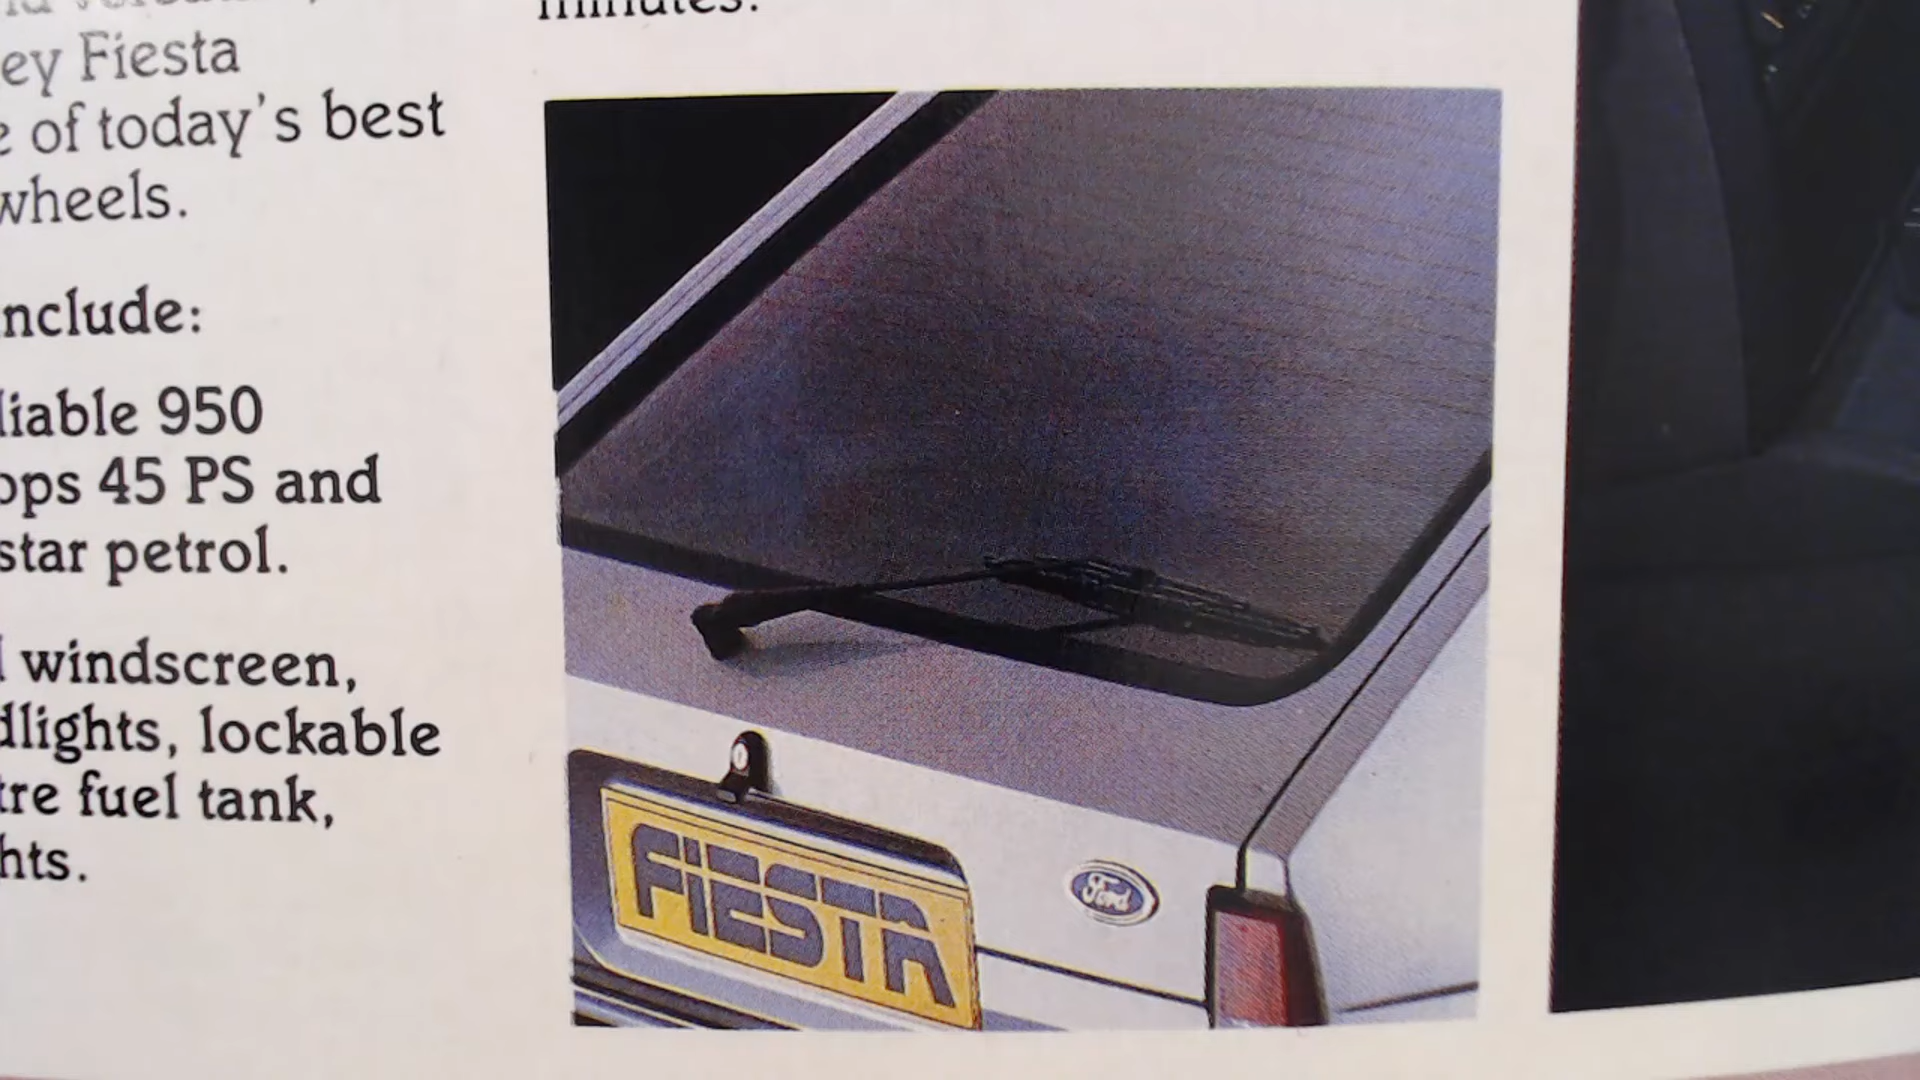 ey Fiesta
e of today's best
wheels.
nclude:
liable 950
ops 45 PS and
star petrol.
l windscreen,
dlights, lockable
tre fuel tank,
hts.
minutes.
FIESTA
Ford